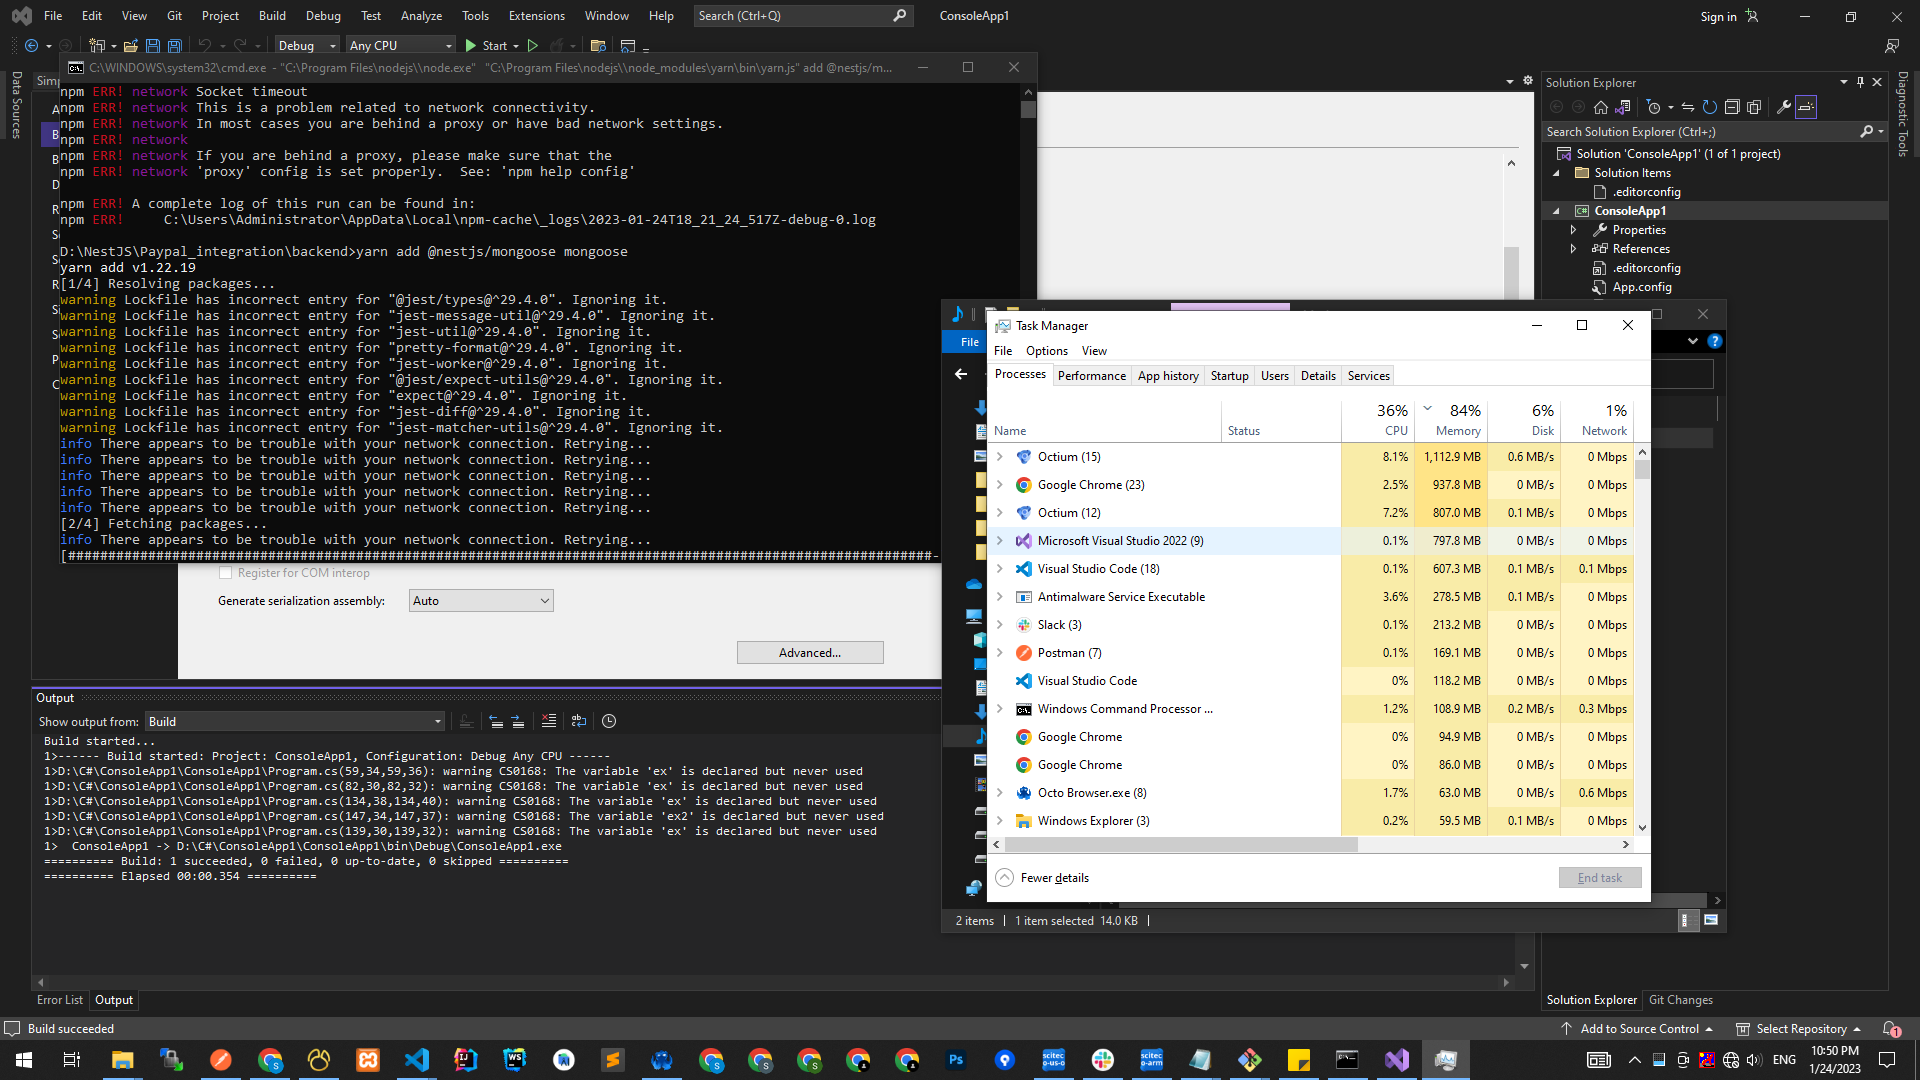 File Edit View Git Project Build Debug Test Analyze Tools Extensions Window Help Search (Ctrl+Q) ConsoleApp1 Sign in
Debug Any CPU Start
C:\WINDOWS\system32\cmd.exe - "C:\Program Files\nodejs\\node.exe" "C:\Program Files\nodejs\\node_modules\yarn\bin\yarn.js" add @nestjs/m...
Data Sources
npm ERR! network Socket timeout
npm ERR! network This is a problem related to network connectivity.
npm ERR! network In most cases you are behind a proxy or have bad network settings.
npm ERR! network
npm ERR! network If you are behind a proxy, please make sure that the
npm ERR! network 'proxy' config is set properly.  See: 'npm help config'
npm ERR! A complete log of this run can be found in:
npm ERR!     C:\Users\Administrator\AppData\Local\npm-cache\_logs\2023-01-24T18_21_24_517Z-debug-0.log
D:\NestJS\Paypal_integration\backend>yarn add @nestjs/mongoose mongoose
yarn add v1.22.19
[1/4] Resolving packages...
warning Lockfile has incorrect entry for "@jest/types@^29.4.0". Ignoring it.
warning Lockfile has incorrect entry for "jest-message-util@^29.4.0". Ignoring it.
warning Lockfile has incorrect entry for "jest-util@^29.4.0". Ignoring it.
warning Lockfile has incorrect entry for "pretty-format@^29.4.0". Ignoring it.
warning Lockfile has incorrect entry for "jest-worker@^29.4.0". Ignoring it.
warning Lockfile has incorrect entry for "@jest/expect-utils@^29.4.0". Ignoring it.
warning Lockfile has incorrect entry for "expect@^29.4.0". Ignoring it.
warning Lockfile has incorrect entry for "jest-diff@^29.4.0". Ignoring it.
warning Lockfile has incorrect entry for "jest-matcher-utils@^29.4.0". Ignoring it.
info There appears to be trouble with your network connection. Retrying...
info There appears to be trouble with your network connection. Retrying...
info There appears to be trouble with your network connection. Retrying...
info There appears to be trouble with your network connection. Retrying...
info There appears to be trouble with your network connection. Retrying...
[2/4] Fetching packages...
info There appears to be trouble with your network connection. Retrying...
Register for COM interop
Generate serialization assembly: Auto
Advanced...
Solution Explorer
Search Solution Explorer (Ctrl+;)
Solution 'ConsoleApp1' (1 of 1 project)
Solution Items
.editorconfig
ConsoleApp1
Properties
References
.editorconfig
App.config
Diagnostic Tools
File
Task Manager
File Options View
Processes Performance App history Startup Users Details Services
36% 84% 6% 1%
Name Status CPU Memory Disk Network
Octium (15) 8.1% 1,112.9 MB 0.6 MB/s 0 Mbps
Google Chrome (23) 2.5% 937.8 MB 0 MB/s 0 Mbps
Octium (12) 7.2% 807.0 MB 0.1 MB/s 0 Mbps
Microsoft Visual Studio 2022 (9) 0.1% 797.8 MB 0 MB/s 0 Mbps
Visual Studio Code (18) 0.1% 607.3 MB 0.1 MB/s 0.1 Mbps
Antimalware Service Executable 3.6% 278.5 MB 0.1 MB/s 0 Mbps
Slack (3) 0.1% 213.2 MB 0 MB/s 0 Mbps
Postman (7) 0.1% 169.1 MB 0 MB/s 0 Mbps
Visual Studio Code 0% 118.2 MB 0 MB/s 0 Mbps
Windows Command Processor ... 1.2% 108.9 MB 0.2 MB/s 0.3 Mbps
Google Chrome 0% 94.9 MB 0 MB/s 0 Mbps
Google Chrome 0% 86.0 MB 0 MB/s 0 Mbps
Octo Browser.exe (8) 1.7% 63.0 MB 0 MB/s 0.6 Mbps
Windows Explorer (3) 0.2% 59.5 MB 0.1 MB/s 0 Mbps
Fewer details End task
2 items 1 item selected 14.0 KB
Output
Show output from: Build
Build started...
1>------ Build started: Project: ConsoleApp1, Configuration: Debug Any CPU ------
1>D:\C#\ConsoleApp1\ConsoleApp1\Program.cs(59,34,59,36): warning CS0168: The variable 'ex' is declared but never used
1>D:\C#\ConsoleApp1\ConsoleApp1\Program.cs(82,30,82,32): warning CS0168: The variable 'ex' is declared but never used
1>D:\C#\ConsoleApp1\ConsoleApp1\Program.cs(134,38,134,40): warning CS0168: The variable 'ex' is declared but never used
1>D:\C#\ConsoleApp1\ConsoleApp1\Program.cs(147,34,147,37): warning CS0168: The variable 'ex2' is declared but never used
1>D:\C#\ConsoleApp1\ConsoleApp1\Program.cs(139,30,139,32): warning CS0168: The variable 'ex' is declared but never used
1>  ConsoleApp1 -> D:\C#\ConsoleApp1\ConsoleApp1\bin\Debug\ConsoleApp1.exe
========== Build: 1 succeeded, 0 failed, 0 up-to-date, 0 skipped ==========
========== Elapsed 00:00.354 ==========
Error List Output
Solution Explorer Git Changes
Build succeeded Add to Source Control Select Repository 1
ENG 10:50 PM
1/24/2023